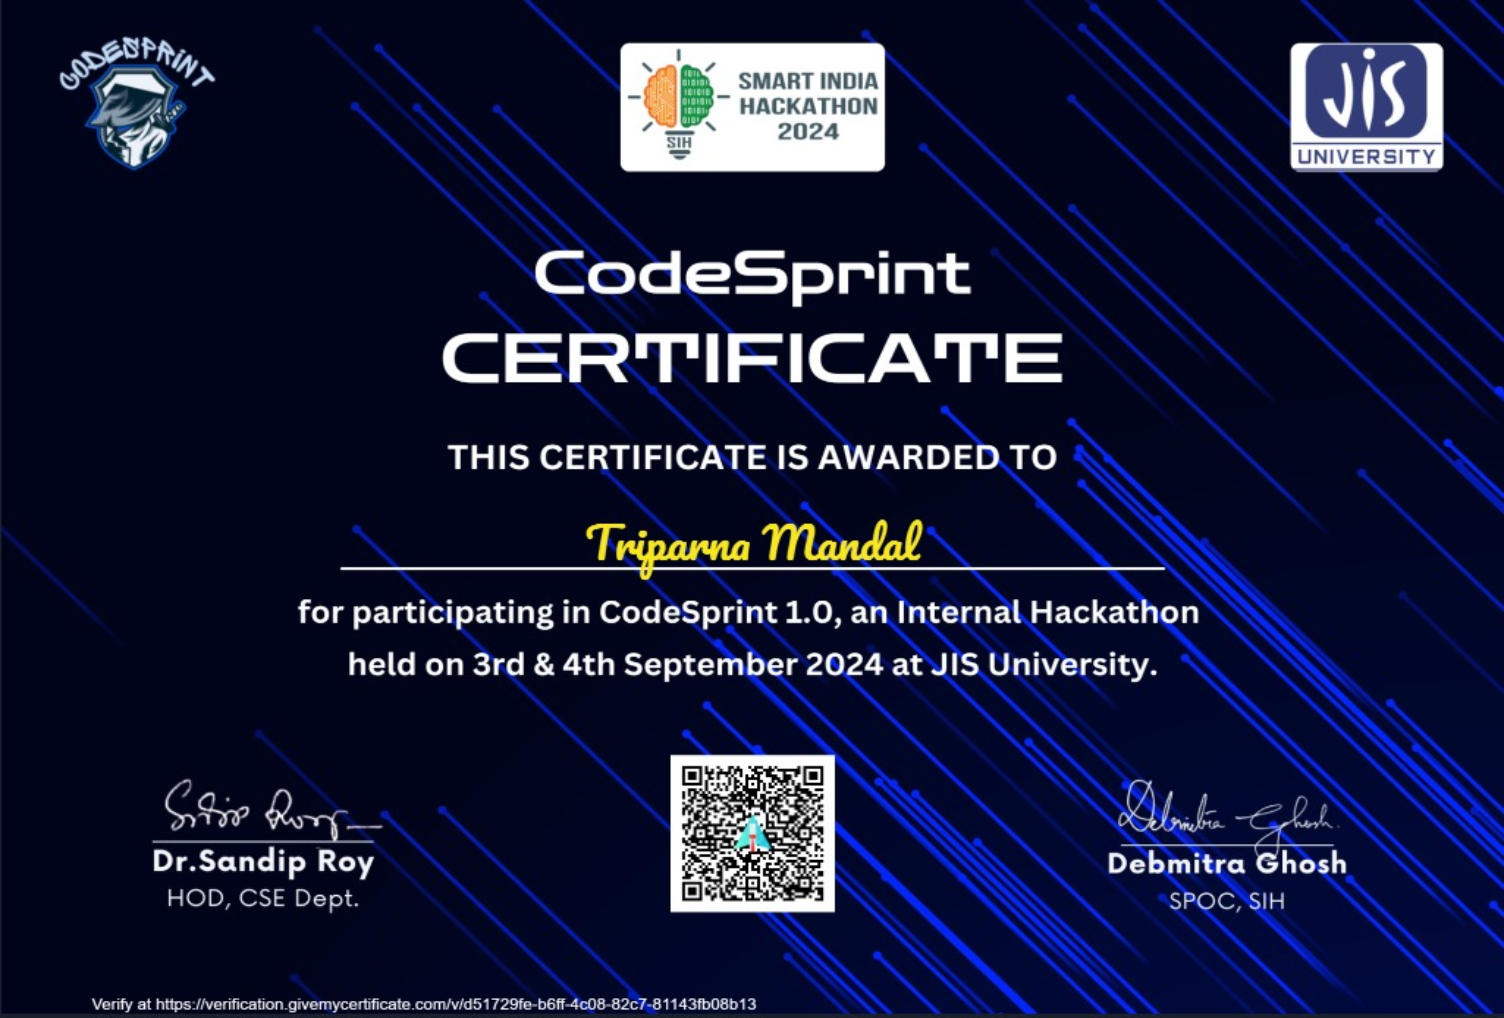 CODESPRINT
SMART INDIA
HACKATHON
2024
SIH
JIS
UNIVERSITY
CodeSprint
CERTIFICATE
THIS CERTIFICATE IS AWARDED TO
Triparna Mandal
for participating in CodeSprint 1.0, an Internal Hackathon
held on 3rd & 4th September 2024 at JIS University.
Sandip Roy
Dr.Sandip Roy
HOD, CSE Dept.
Debmitra Ghosh.
Debmitra Ghosh
SPOC, SIH
Verify at https://verification.givemycertificate.com/v/d51729fe-b6ff-4c08-82c7-81143fb08b13